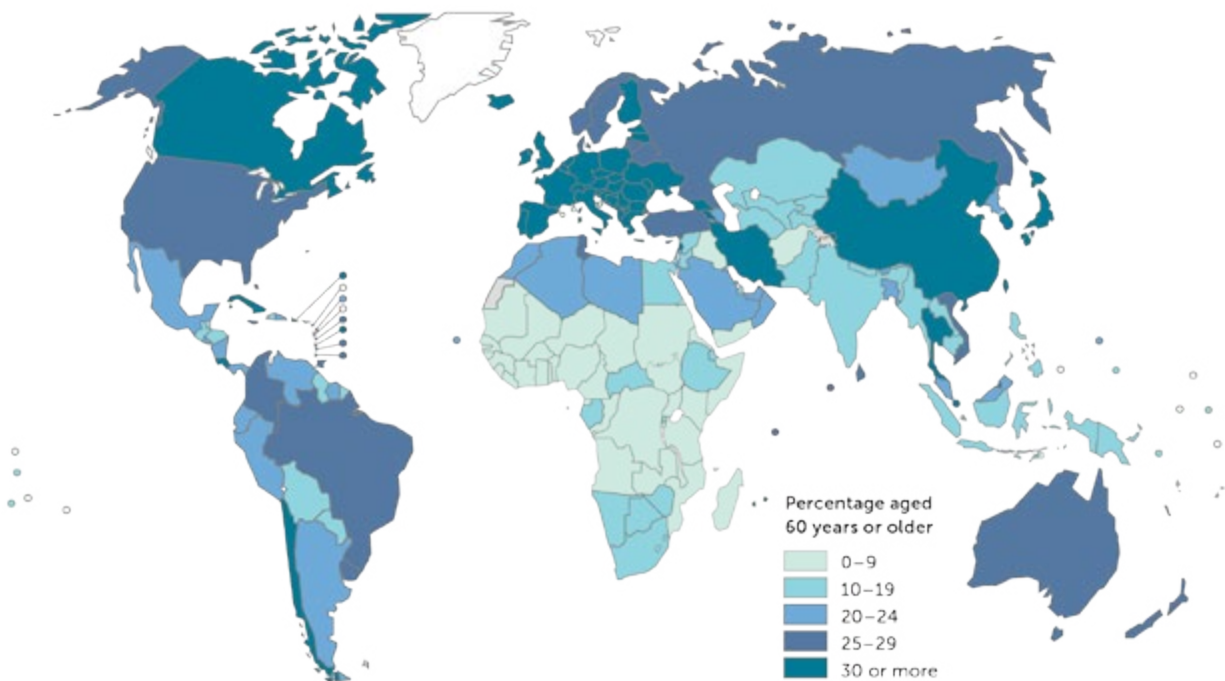 Percentage aged
60 years or older
0–9
10–19
20–24
25–29
30 or more